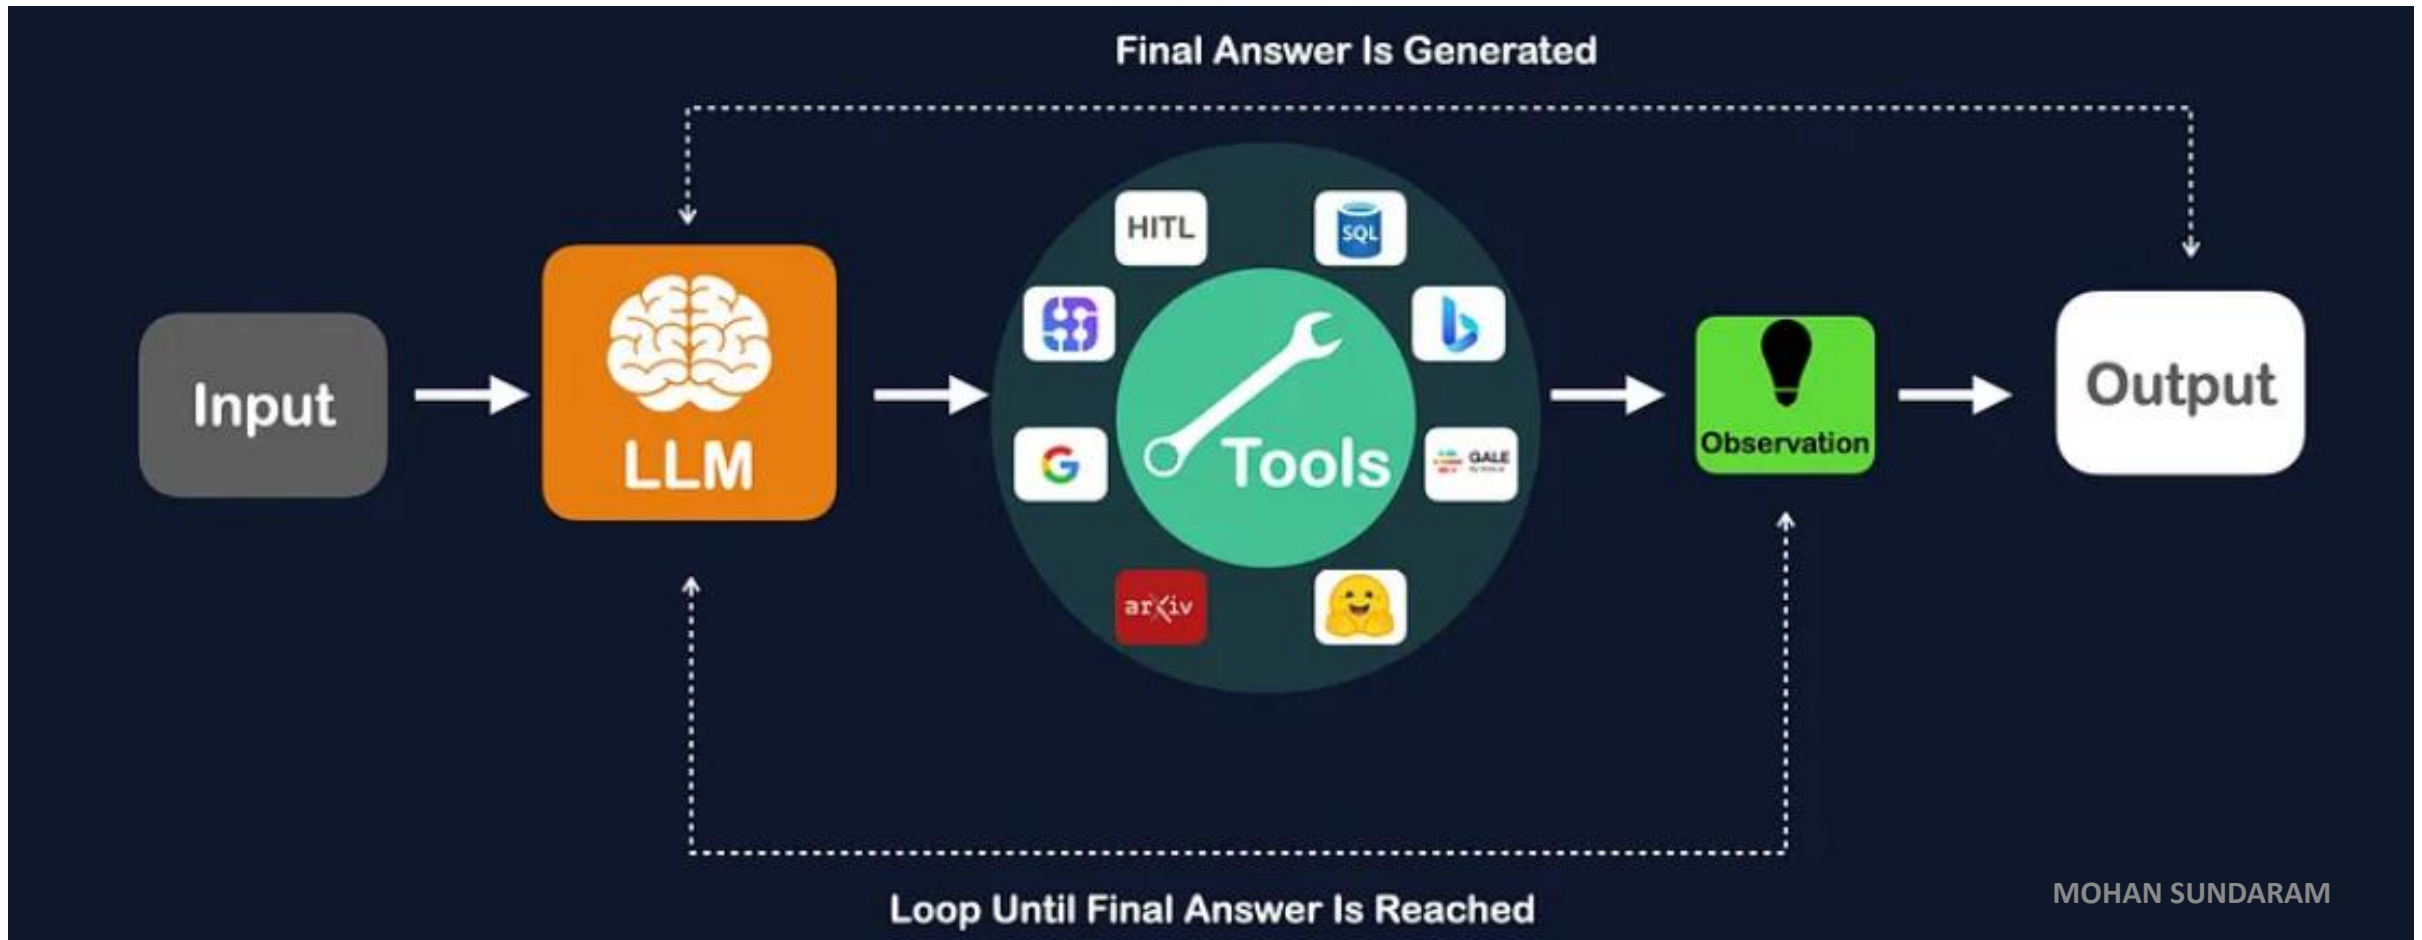 Final Answer Is Generated
HITL
SQL
Input
LLM
Tools
GALE
Observation
Output
arXiv
Loop Until Final Answer Is Reached
MOHAN SUNDARAM